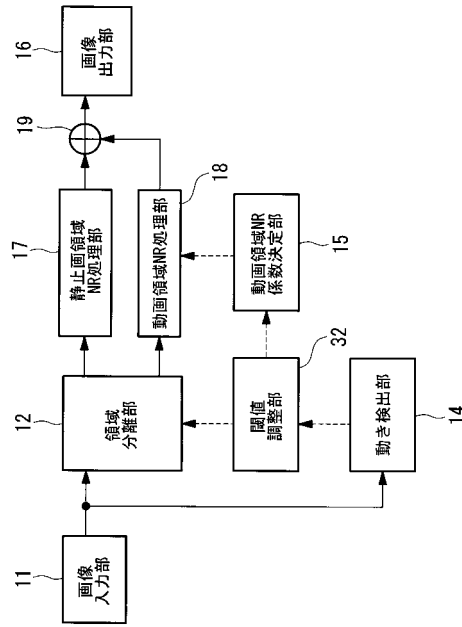 11
画像
入力部
12
領域
分離部
17
静止画領域
NR処理部
19
16
画像
出力部
動画領域NR処理部
18
閾値
調整部
32
動画領域NR
係数決定部
15
動き検出部
14